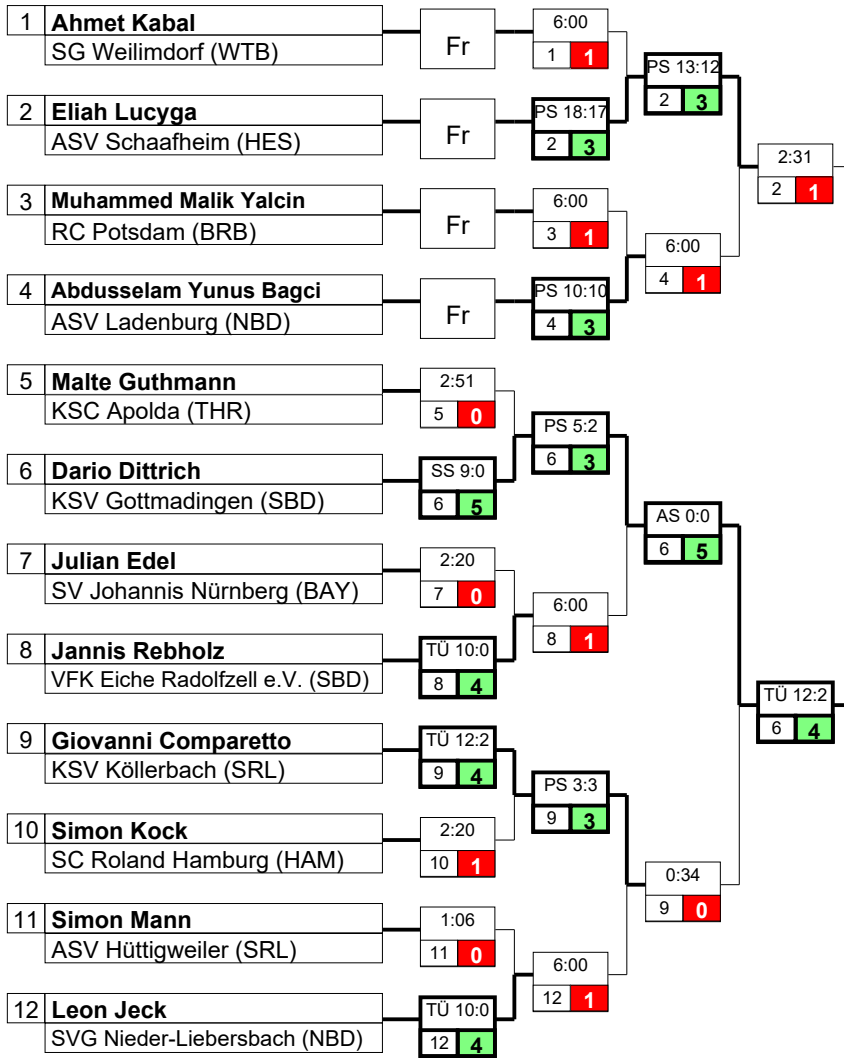 1 Ahmet Kabal
SG Weilimdorf (WTB)
Fr
6:00
1 1
PS 13:12
2 3
2 Eliah Lucyga
ASV Schaafheim (HES)
Fr
PS 18:17
2 3
2:31
2 1
3 Muhammed Malik Yalcin
RC Potsdam (BRB)
Fr
6:00
3 1
6:00
4 1
4 Abdusselam Yunus Bagci
ASV Ladenburg (NBD)
Fr
PS 10:10
4 3
5 Malte Guthmann
KSC Apolda (THR)
2:51
5 0
PS 5:2
6 3
6 Dario Dittrich
KSV Gottmadingen (SBD)
SS 9:0
6 5
AS 0:0
6 5
7 Julian Edel
SV Johannis Nürnberg (BAY)
2:20
7 0
6:00
8 1
8 Jannis Rebholz
VFK Eiche Radolfzell e.V. (SBD)
TÜ 10:0
8 4
TÜ 12:2
6 4
9 Giovanni Comparetto
KSV Köllerbach (SRL)
TÜ 12:2
9 4
PS 3:3
9 3
10 Simon Kock
SC Roland Hamburg (HAM)
2:20
10 1
0:34
9 0
11 Simon Mann
ASV Hüttigweiler (SRL)
1:06
11 0
6:00
12 1
12 Leon Jeck
SVG Nieder-Liebersbach (NBD)
TÜ 10:0
12 4